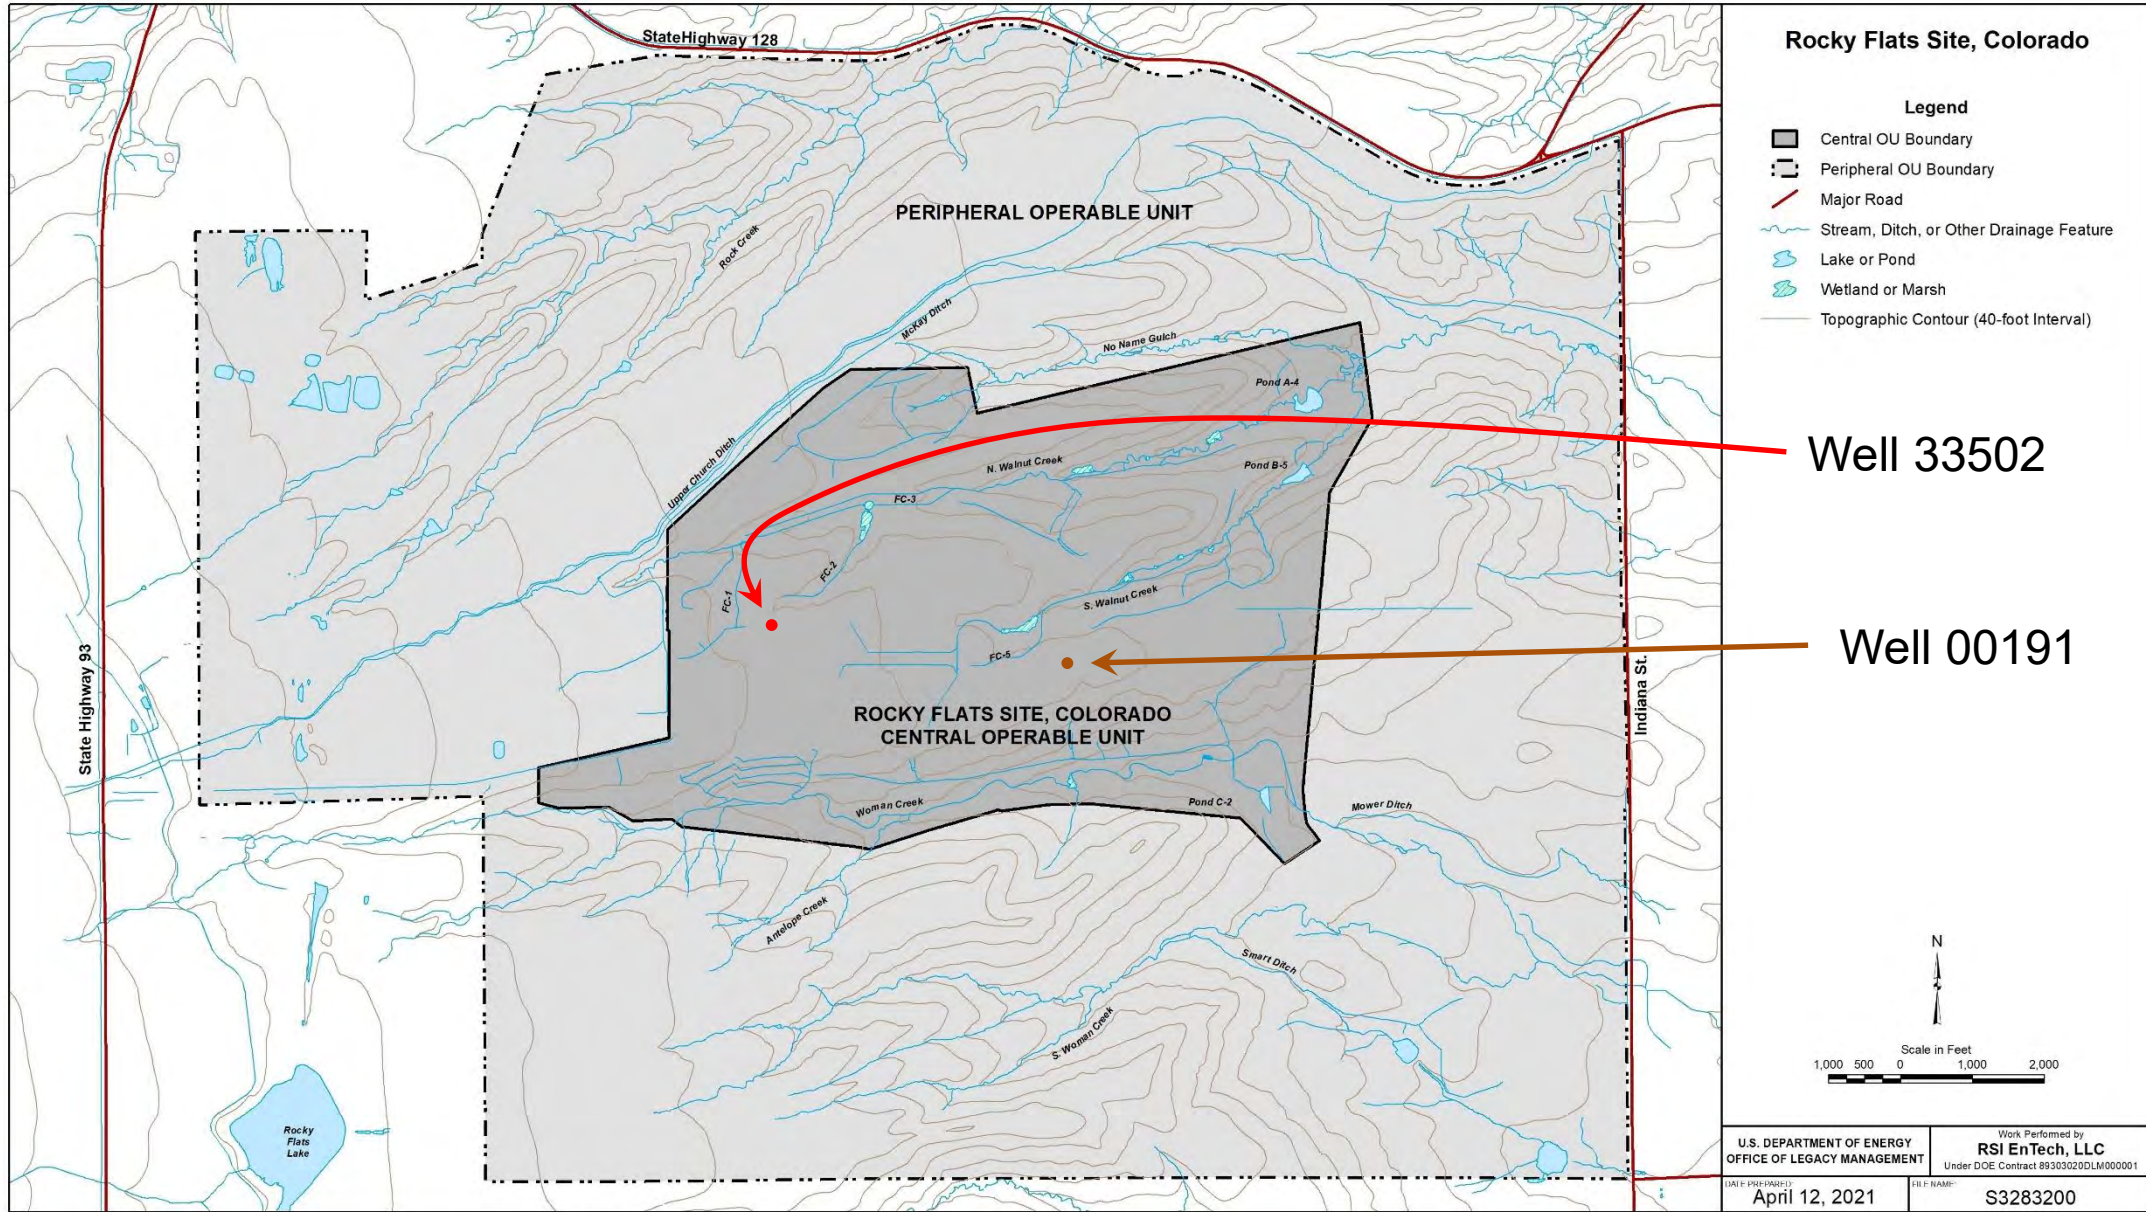 StateHighway 128
PERIPHERAL OPERABLE UNIT
Rock Creek
McKay Ditch
No Name Gulch
Pond A-4
Upper Church Ditch
N. Walnut Creek
Pond B-5
FC-3
FC-2
FC-1
S. Walnut Creek
FC-5
State Highway 93
Indiana St.
ROCKY FLATS SITE, COLORADO
CENTRAL OPERABLE UNIT
Woman Creek
Pond C-2
Mower Ditch
Antelope Creek
Smart Ditch
S. Woman Creek
Rocky
Flats
Lake
Rocky Flats Site, Colorado
Legend
Central OU Boundary
Peripheral OU Boundary
Major Road
Stream, Ditch, or Other Drainage Feature
Lake or Pond
Wetland or Marsh
Topographic Contour (40-foot Interval)
Well 33502
Well 00191
N
Scale in Feet
1,000 500 0 1,000 2,000
U.S. DEPARTMENT OF ENERGY
OFFICE OF LEGACY MANAGEMENT
Work Performed by
RSI EnTech, LLC
Under DOE Contract 89303020DLM000001
DATE PREPARED:
April 12, 2021
FILE NAME:
S3283200